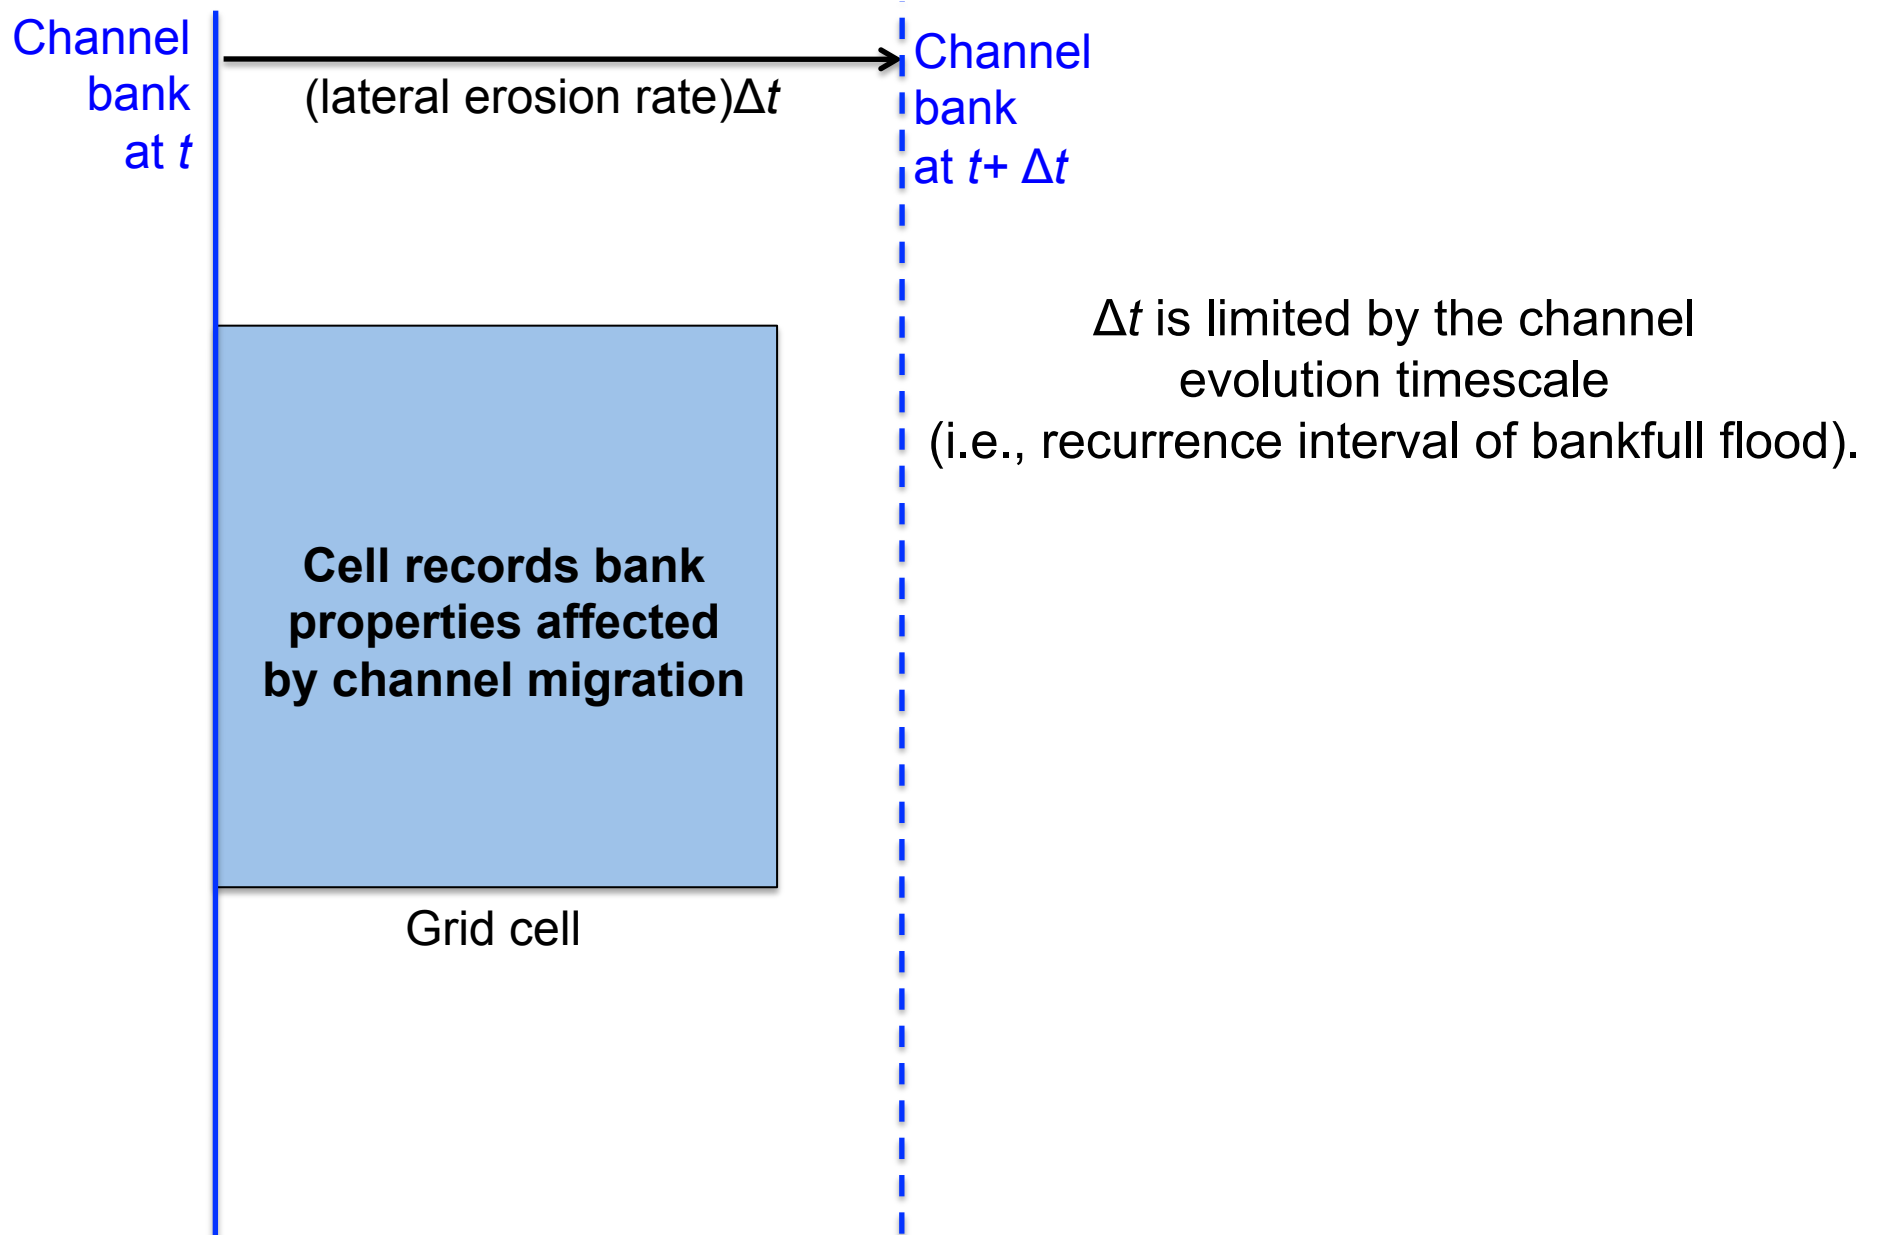 Channel
bank
at t
(lateral erosion rate)Δt
Channel
bank
at t+ Δt
Δt is limited by the channel
evolution timescale
(i.e., recurrence interval of bankfull flood).
Cell records bank
properties affected
by channel migration
Grid cell